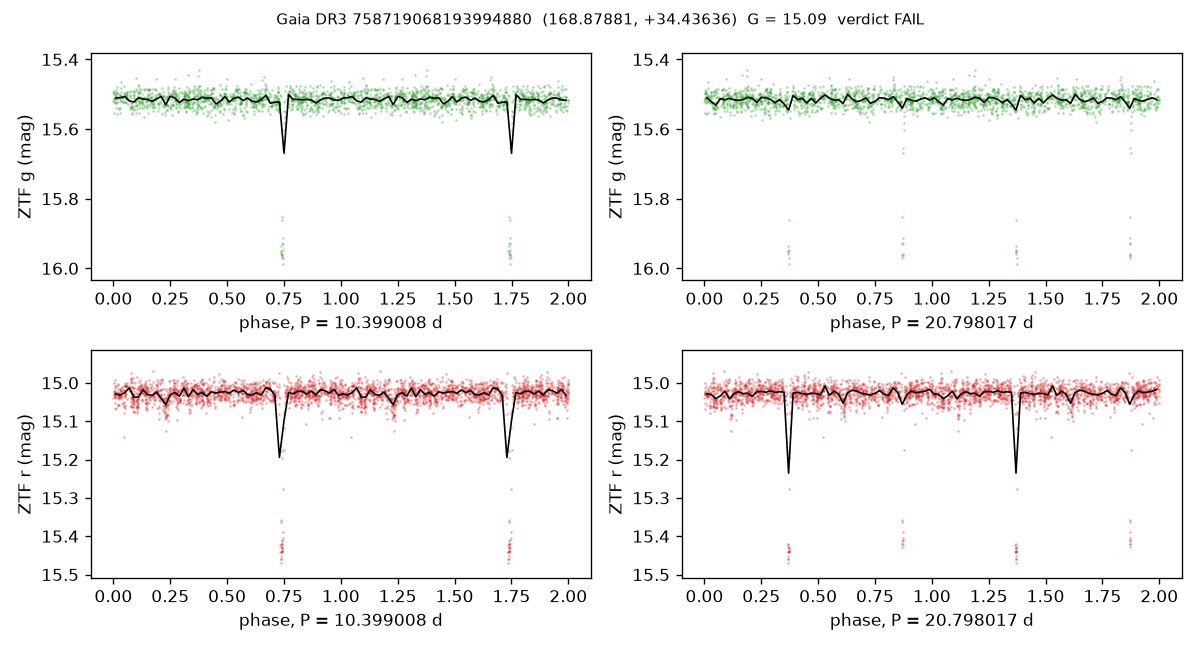 Gaia DR3 758719068193994880 (168.87881, +34.43636) G = 15.09 verdict FAIL
15.4
15.6
15.8
16.0
ZTF g (mag)
0.00 0.25 0.50 0.75 1.00 1.25 1.50 1.75 2.00
phase, P = 10.399008 d
15.4
15.6
15.8
16.0
ZTF g (mag)
0.00 0.25 0.50 0.75 1.00 1.25 1.50 1.75 2.00
phase, P = 20.798017 d
15.0
15.1
15.2
15.3
15.4
15.5
ZTF r (mag)
0.00 0.25 0.50 0.75 1.00 1.25 1.50 1.75 2.00
phase, P = 10.399008 d
15.0
15.1
15.2
15.3
15.4
15.5
ZTF r (mag)
0.00 0.25 0.50 0.75 1.00 1.25 1.50 1.75 2.00
phase, P = 20.798017 d